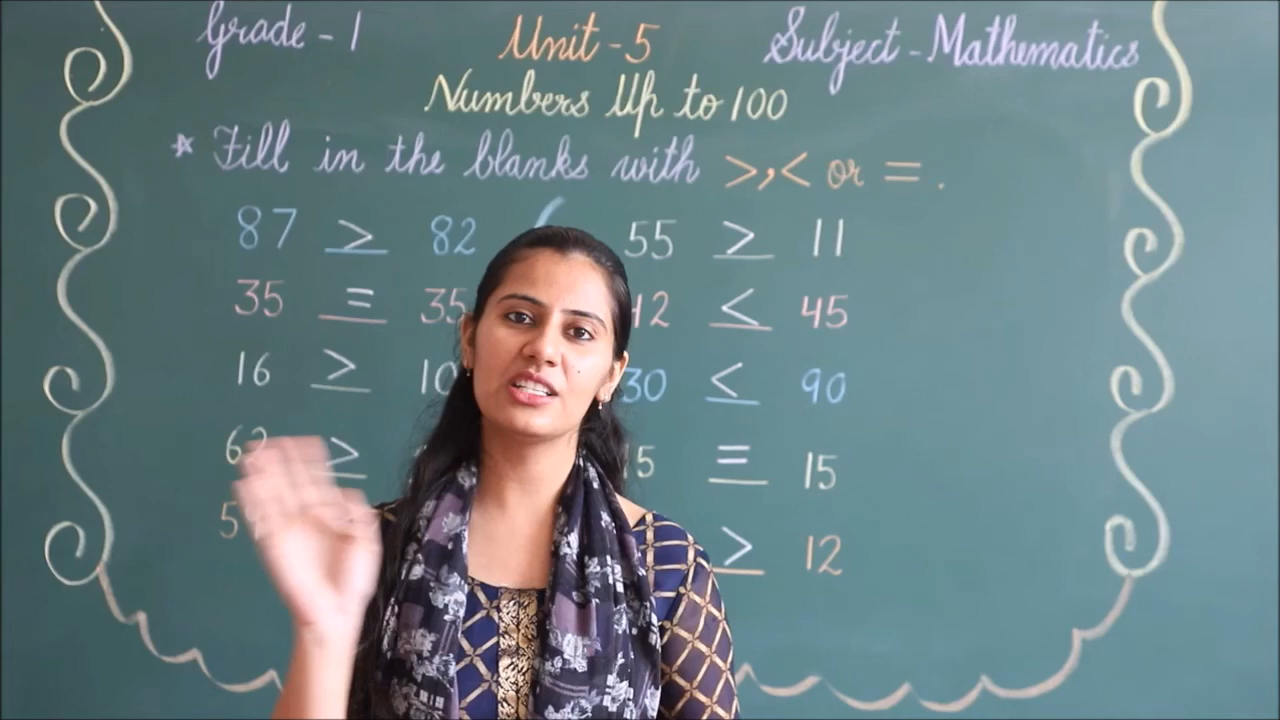 Grade - 1 Unit - 5 Subject - Mathematics
Numbers Up to 100
* Fill in the blanks with >, < or = .
87 > 82 55 > 11
35 = 35 < 45
16 > 30 < 90
> = 15
> 12